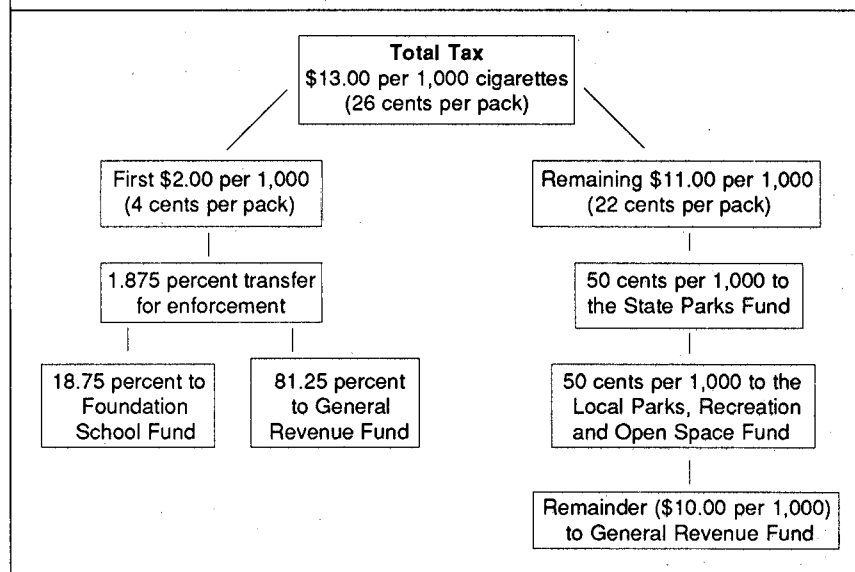 Total Tax
$13.00 per 1,000 cigarettes
(26 cents per pack)
First $2.00 per 1,000
(4 cents per pack)
1.875 percent transfer
for enforcement
18.75 percent to
Foundation
School Fund
81.25 percent
to General
Revenue Fund
Remaining $11.00 per 1,000
(22 cents per pack)
50 cents per 1,000 to
the State Parks Fund
50 cents per 1,000 to the
Local Parks, Recreation
and Open Space Fund
Remainder ($10.00 per 1,000)
to General Revenue Fund